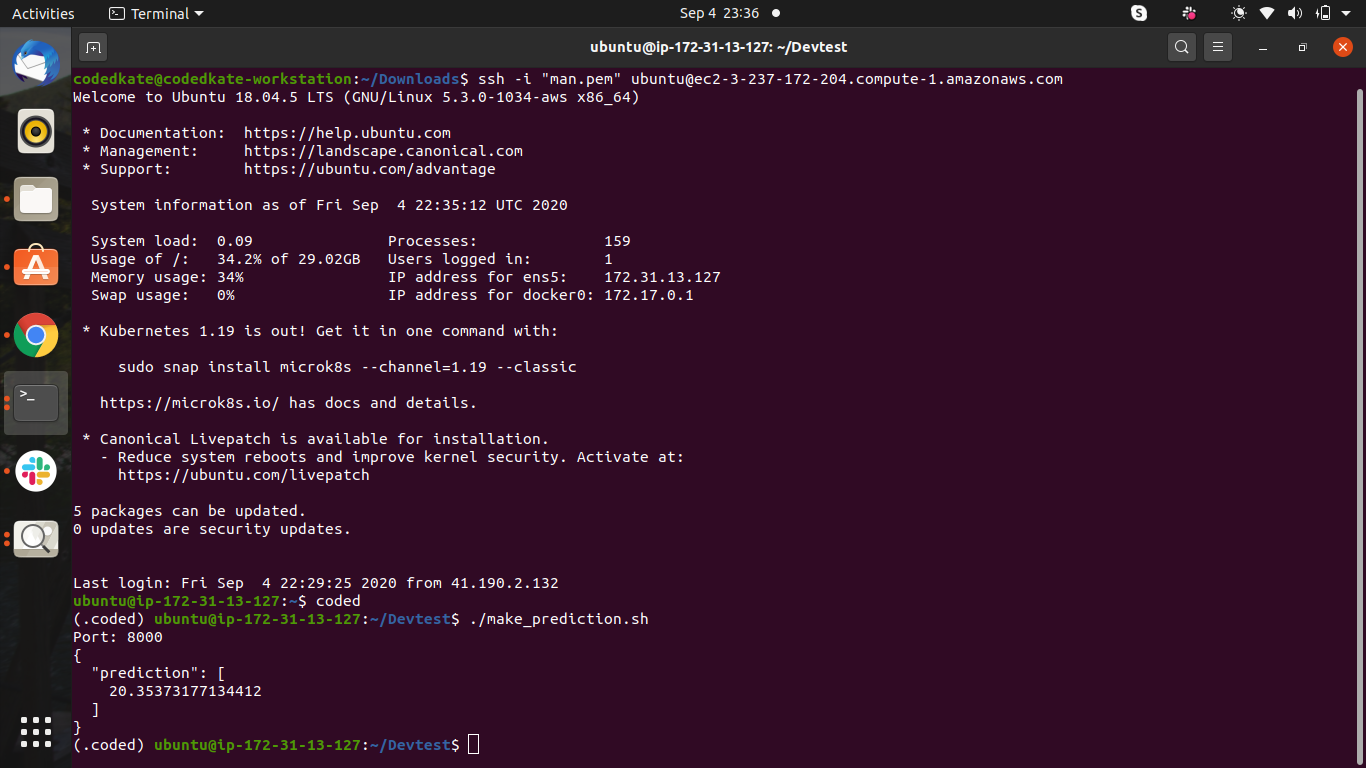 Activities Terminal Sep 4 23:36
ubuntu@ip-172-31-13-127: ~/Devtest
codedkate@codedkate-workstation:~/Downloads$ ssh -i "man.pem" ubuntu@ec2-3-237-172-204.compute-1.amazonaws.com
Welcome to Ubuntu 18.04.5 LTS (GNU/Linux 5.3.0-1034-aws x86_64)
* Documentation:  https://help.ubuntu.com
* Management:     https://landscape.canonical.com
* Support:        https://ubuntu.com/advantage
System information as of Fri Sep  4 22:35:12 UTC 2020
System load:  0.09               Processes:              159
Usage of /:   34.2% of 29.02GB   Users logged in:        1
Memory usage: 34%                IP address for ens5:    172.31.13.127
Swap usage:   0%                 IP address for docker0: 172.17.0.1
* Kubernetes 1.19 is out! Get it in one command with:
sudo snap install microk8s --channel=1.19 --classic
https://microk8s.io/ has docs and details.
* Canonical Livepatch is available for installation.
- Reduce system reboots and improve kernel security. Activate at:
https://ubuntu.com/livepatch
5 packages can be updated.
0 updates are security updates.
Last login: Fri Sep  4 22:29:25 2020 from 41.190.2.132
ubuntu@ip-172-31-13-127:~$ coded
(.coded) ubuntu@ip-172-31-13-127:~/Devtest$ ./make_prediction.sh
Port: 8000
{
"prediction": [
20.35373177134412
]
}
(.coded) ubuntu@ip-172-31-13-127:~/Devtest$